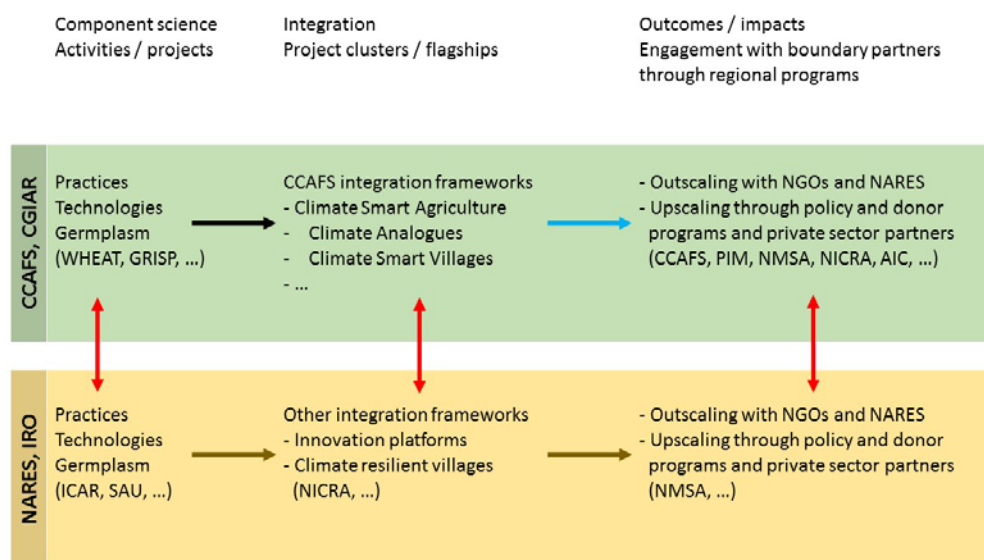 Component science
Activities / projects
Integration
Project clusters / flagships
Outcomes / impacts
Engagement with boundary partners
through regional programs
CCAFS, CGIAR
Practices
Technologies
Germplasm
(WHEAT, GRISP, ...)
CCAFS integration frameworks
- Climate Smart Agriculture
- Climate Analogues
- Climate Smart Villages
- ...
- Outscaling with NGOs and NARES
- Upscaling through policy and donor
programs and private sector partners
(CCAFS, PIM, NMSA, NICRA, AIC, ...)
NARES, IRO
Practices
Technologies
Germplasm
(ICAR, SAU, ...)
Other integration frameworks
- Innovation platforms
- Climate resilient villages
(NICRA, ...)
- Outscaling with NGOs and NARES
- Upscaling through policy and donor
programs and private sector partners
(NMSA, ...)